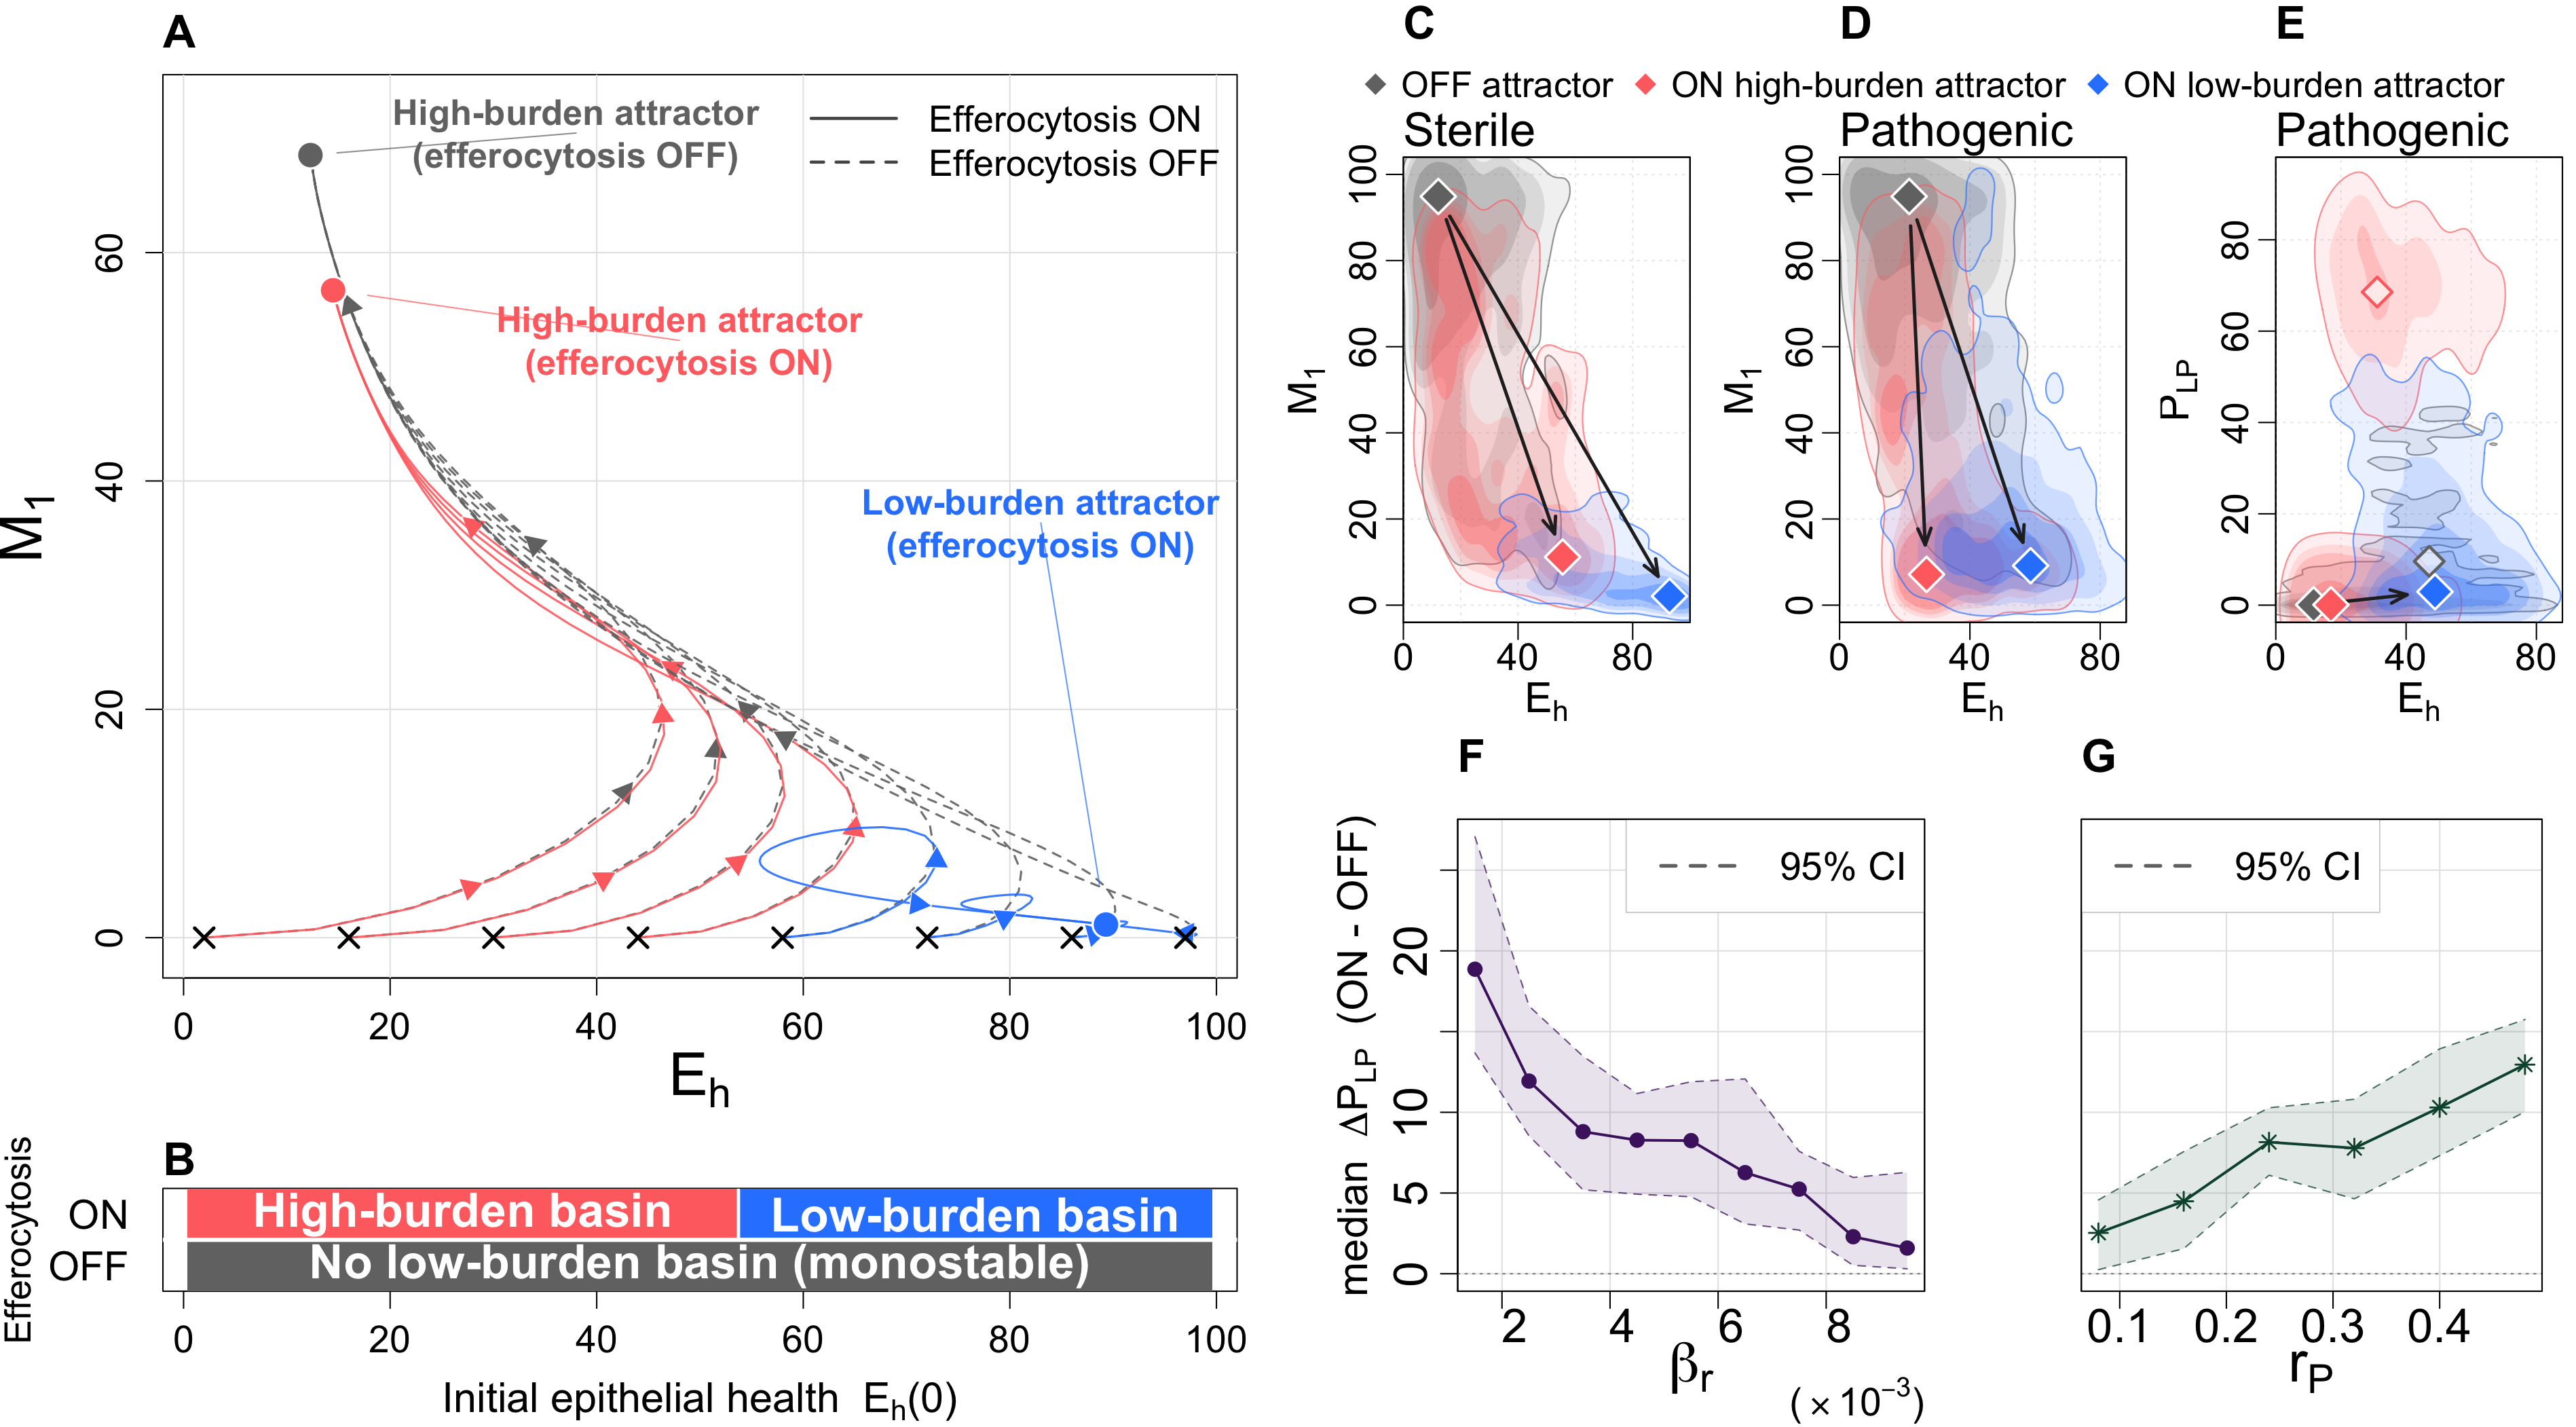 A
High-burden attractor
(efferocytosis OFF)
Efferocytosis ON
Efferocytosis OFF
High-burden attractor
(efferocytosis ON)
Low-burden attractor
(efferocytosis ON)
M1
60
40
20
0
0 20 40 60 80 100
Eh
B
Efferocytosis
ON
OFF
High-burden basin
Low-burden basin
No low-burden basin (monostable)
0 20 40 60 80 100
Initial epithelial health Eh(0)
C
D
E
OFF attractor
ON high-burden attractor
ON low-burden attractor
Sterile
M1
100
80
60
40
20
0
0 40 80
Eh
Pathogenic
M1
100
80
60
40
20
0
0 40 80
Eh
Pathogenic
PLP
80
60
40
20
0
0 40 80
Eh
F
95% CI
median ΔPLP (ON - OFF)
20
10
5
0
2 4 6 8
βr
(×10−3)
G
95% CI
0.1 0.2 0.3 0.4
rP